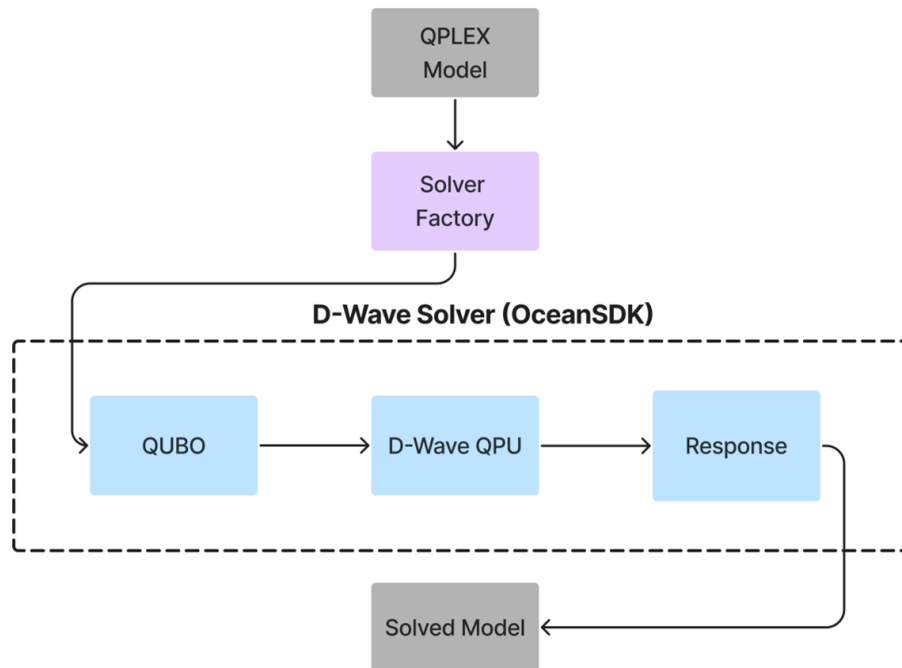 QPLEX
Model
Solver
Factory
D-Wave Solver (OceanSDK)
QUBO
D-Wave QPU
Response
Solved Model